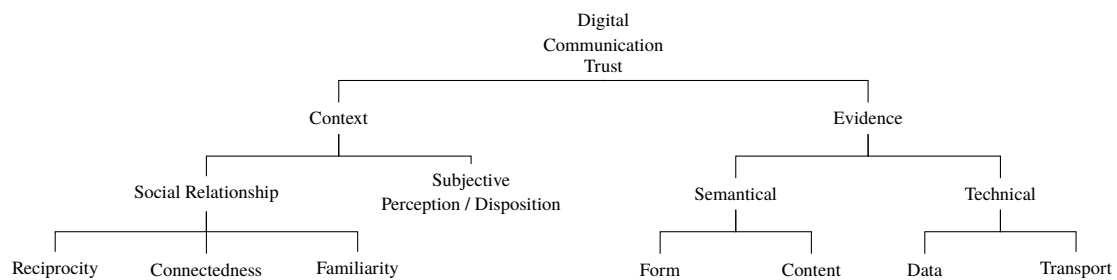 Digital
Communication
Trust
Context
Evidence
Social Relationship
Subjective
Perception / Disposition
Semantical
Technical
Reciprocity
Connectedness
Familiarity
Form
Content
Data
Transport